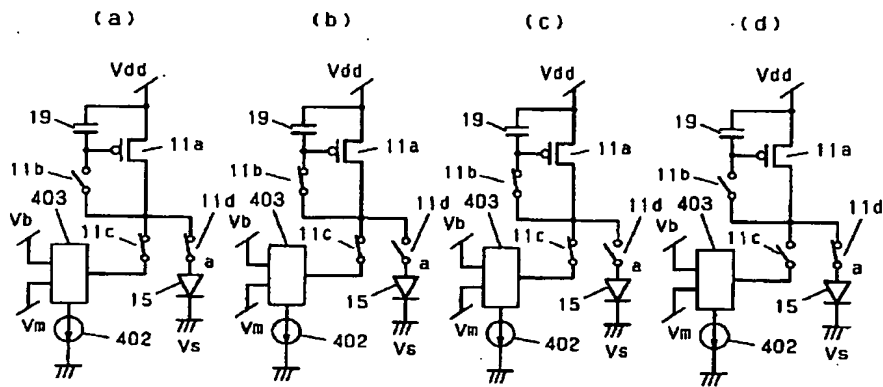 (a) (b) (c) (d)
Vdd Vdd Vdd Vdd
19 19 19 19
11a 11a 11a 11a
11b 11b 11b 11b
403 403 403 403
11d 11d 11d 11d
Vb Vb Vb Vb
11c 11c 11c 11c
a a a a
15 15 15 15
Vm Vm Vm Vm
402 402 402 402
Vs Vs Vs Vs